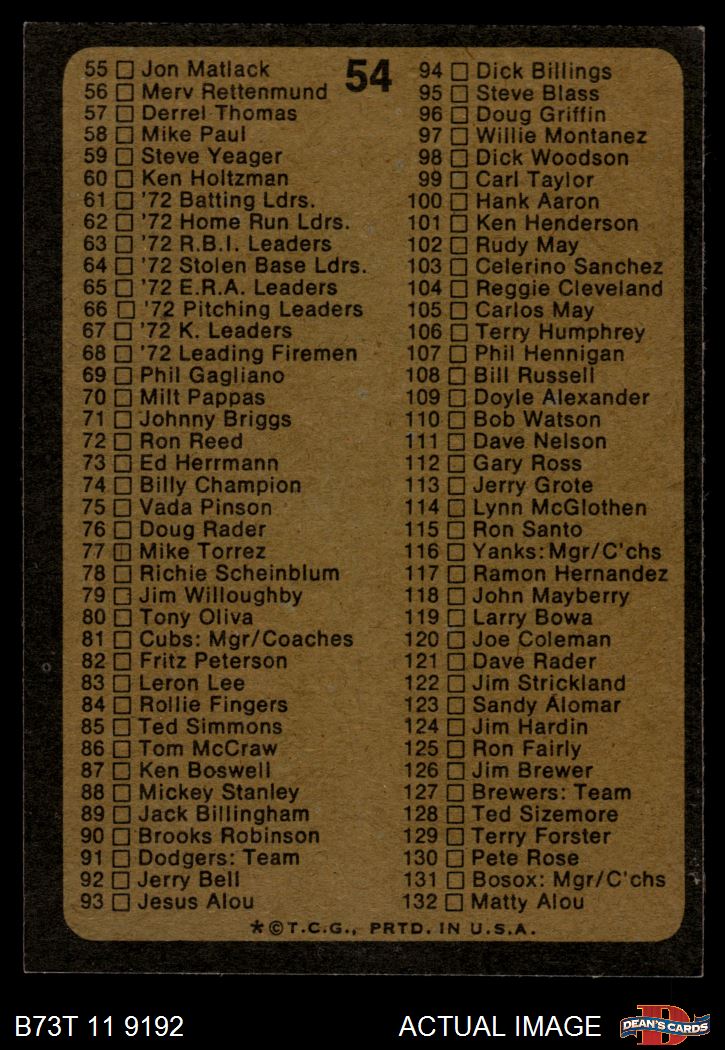 54
55 □ Jon Matlack
56 □ Merv Rettenmund
57 □ Derrel Thomas
58 □ Mike Paul
59 □ Steve Yeager
60 □ Ken Holtzman
61 □ '72 Batting Ldrs.
62 □ '72 Home Run Ldrs.
63 □ '72 R.B.I. Leaders
64 □ '72 Stolen Base Ldrs.
65 □ '72 E.R.A. Leaders
66 □ '72 Pitching Leaders
67 □ '72 K. Leaders
68 □ '72 Leading Firemen
69 □ Phil Gagliano
70 □ Milt Pappas
71 □ Johnny Briggs
72 □ Ron Reed
73 □ Ed Herrmann
74 □ Billy Champion
75 □ Vada Pinson
76 □ Doug Rader
77 □ Mike Torrez
78 □ Richie Scheinblum
79 □ Jim Willoughby
80 □ Tony Oliva
81 □ Cubs: Mgr/Coaches
82 □ Fritz Peterson
83 □ Leron Lee
84 □ Rollie Fingers
85 □ Ted Simmons
86 □ Tom McCraw
87 □ Ken Boswell
88 □ Mickey Stanley
89 □ Jack Billingham
90 □ Brooks Robinson
91 □ Dodgers: Team
92 □ Jerry Bell
93 □ Jesus Alou
94 □ Dick Billings
95 □ Steve Blass
96 □ Doug Griffin
97 □ Willie Montanez
98 □ Dick Woodson
99 □ Carl Taylor
100 □ Hank Aaron
101 □ Ken Henderson
102 □ Rudy May
103 □ Celerino Sanchez
104 □ Reggie Cleveland
105 □ Carlos May
106 □ Terry Humphrey
107 □ Phil Hennigan
108 □ Bill Russell
109 □ Doyle Alexander
110 □ Bob Watson
111 □ Dave Nelson
112 □ Gary Ross
113 □ Jerry Grote
114 □ Lynn McGlothen
115 □ Ron Santo
116 □ Yanks: Mgr/C'chs
117 □ Ramon Hernandez
118 □ John Mayberry
119 □ Larry Bowa
120 □ Joe Coleman
121 □ Dave Rader
122 □ Jim Strickland
123 □ Sandy Alomar
124 □ Jim Hardin
125 □ Ron Fairly
126 □ Jim Brewer
127 □ Brewers: Team
128 □ Ted Sizemore
129 □ Terry Forster
130 □ Pete Rose
131 □ Bosox: Mgr/C'chs
132 □ Matty Alou
*©T.C.G., PRTD. IN U.S.A.
B73T 11 9192
ACTUAL IMAGE
D
DEAN'S CARDS